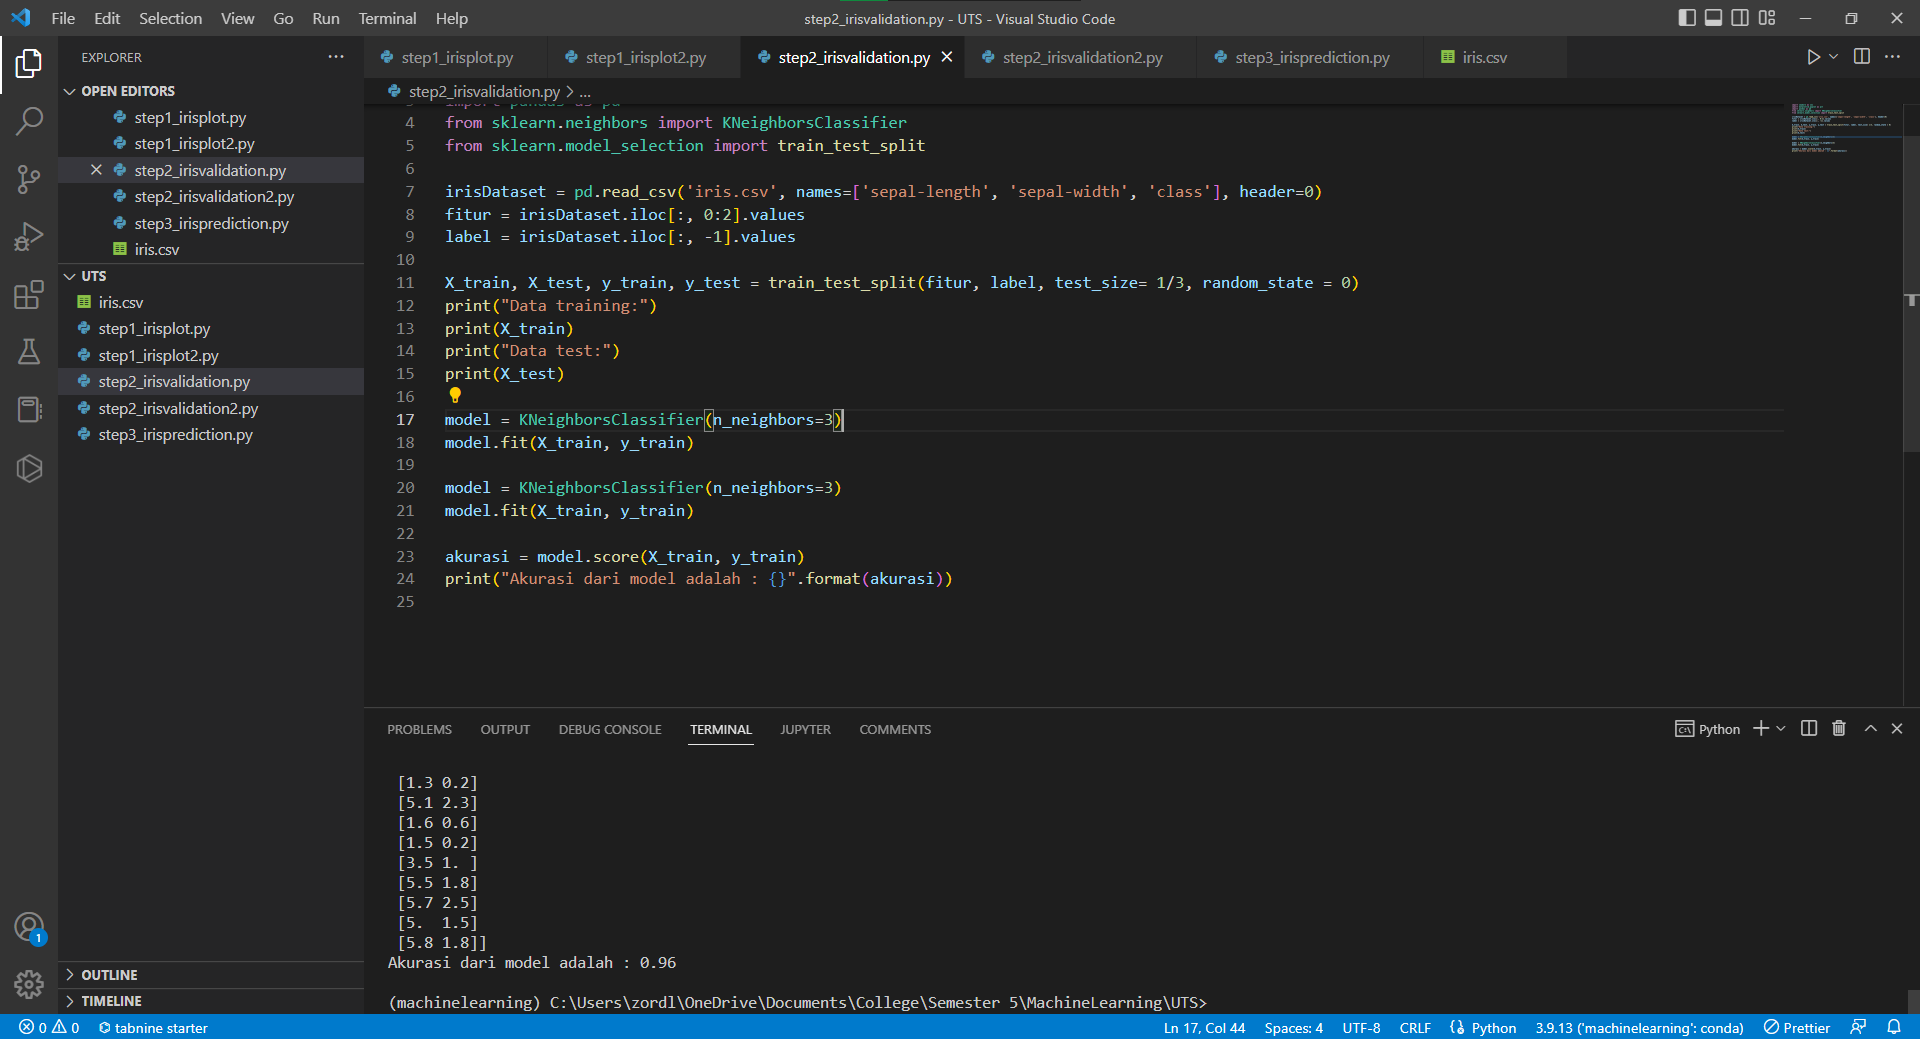 File Edit Selection View Go Run Terminal Help
step2_irisvalidation.py - UTS - Visual Studio Code
EXPLORER
OPEN EDITORS
step1_irisplot.py
step1_irisplot2.py
step2_irisvalidation.py
step2_irisvalidation2.py
step3_irisprediction.py
iris.csv
UTS
iris.csv
step1_irisplot.py
step1_irisplot2.py
step2_irisvalidation.py
step2_irisvalidation2.py
step3_irisprediction.py
OUTLINE
TIMELINE
1
step1_irisplot.py step1_irisplot2.py step2_irisvalidation.py step2_irisvalidation2.py step3_irisprediction.py iris.csv
step2_irisvalidation.py > ...
3 import pandas as pd
4 from sklearn.neighbors import KNeighborsClassifier
5 from sklearn.model_selection import train_test_split
6
7 irisDataset = pd.read_csv('iris.csv', names=['sepal-length', 'sepal-width', 'class'], header=0)
8 fitur = irisDataset.iloc[:, 0:2].values
9 label = irisDataset.iloc[:, -1].values
10
11 X_train, X_test, y_train, y_test = train_test_split(fitur, label, test_size= 1/3, random_state = 0)
12 print("Data training:")
13 print(X_train)
14 print("Data test:")
15 print(X_test)
16
17 model = KNeighborsClassifier(n_neighbors=3)
18 model.fit(X_train, y_train)
19
20 model = KNeighborsClassifier(n_neighbors=3)
21 model.fit(X_train, y_train)
22
23 akurasi = model.score(X_train, y_train)
24 print("Akurasi dari model adalah : {}".format(akurasi))
25
PROBLEMS OUTPUT DEBUG CONSOLE TERMINAL JUPYTER COMMENTS
Python
[1.3 0.2]
[5.1 2.3]
[1.6 0.6]
[1.5 0.2]
[3.5 1. ]
[5.5 1.8]
[5.7 2.5]
[5.  1.5]
[5.8 1.8]]
Akurasi dari model adalah : 0.96
(machinelearning) C:\Users\zordl\OneDrive\Documents\College\Semester 5\MachineLearning\UTS>
0 0 tabnine starter
Ln 17, Col 44 Spaces: 4 UTF-8 CRLF Python 3.9.13 ('machinelearning': conda) Prettier